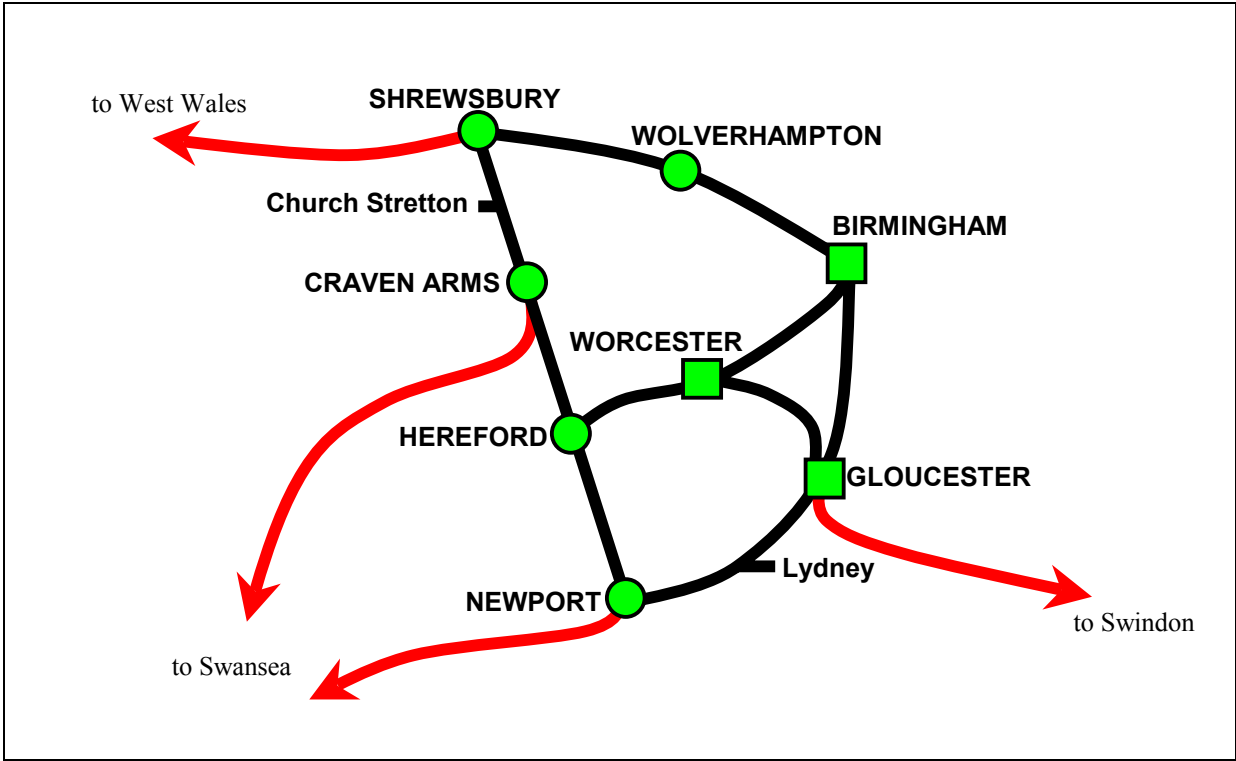 to West Wales
SHREWSBURY
WOLVERHAMPTON
Church Stretton
BIRMINGHAM
CRAVEN ARMS
WORCESTER
HEREFORD
GLOUCESTER
Lydney
NEWPORT
to Swindon
to Swansea